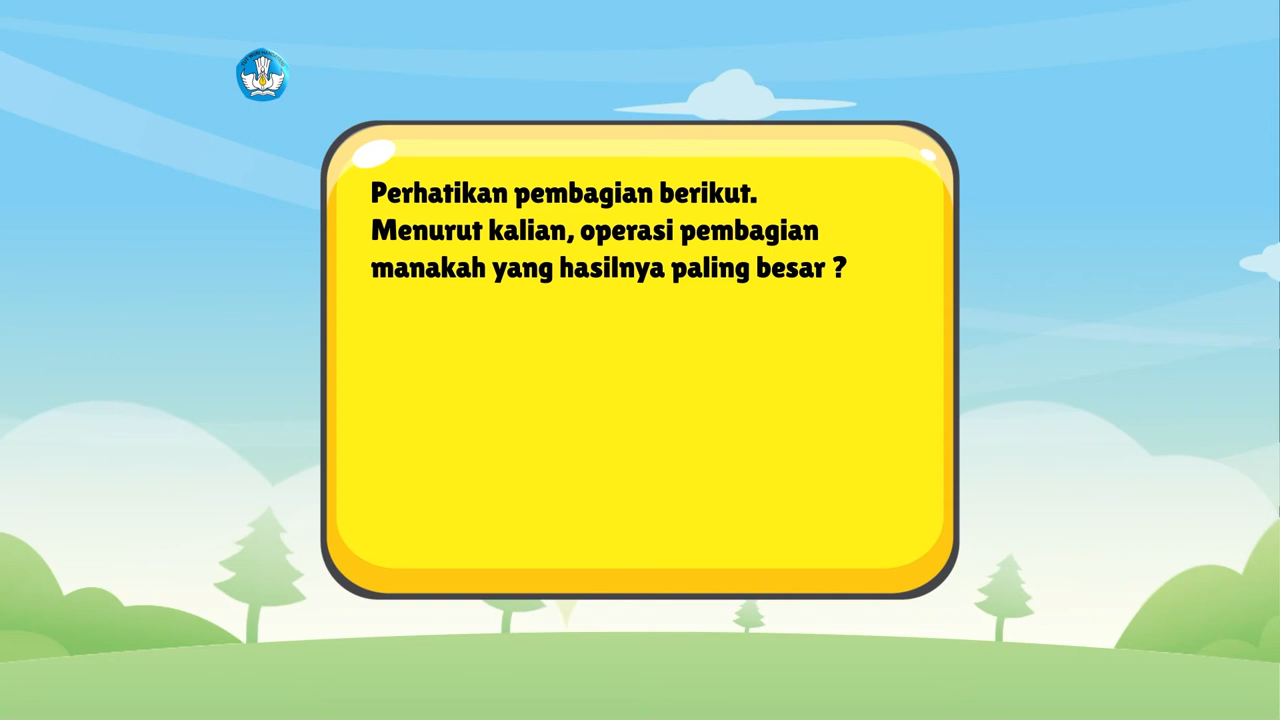 Perhatikan pembagian berikut.
Menurut kalian, operasi pembagian
manakah yang hasilnya paling besar ?